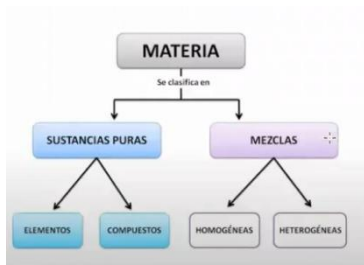 MATERIA
Se clasifica en
SUSTANCIAS PURAS
MEZCLAS
ELEMENTOS
COMPUESTOS
HOMOGÉNEAS
HETEROGÉNEAS